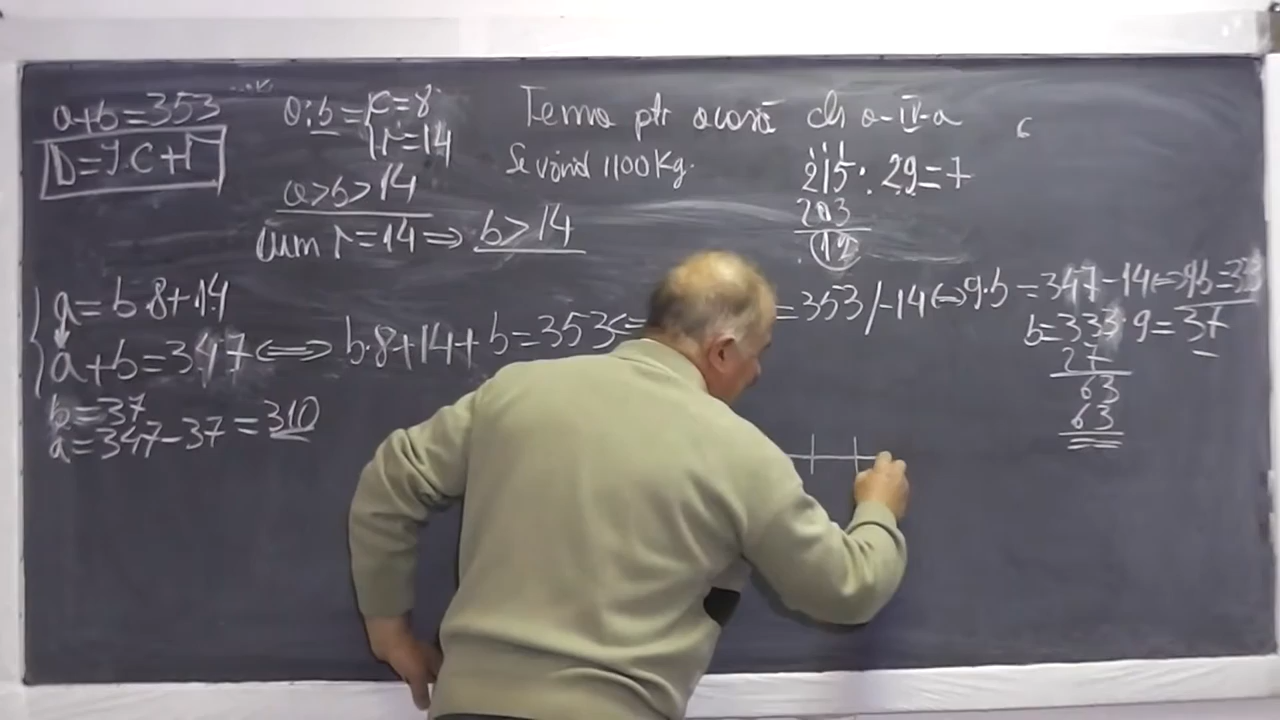 a+b=353
D=Î.C+r
a:b= c=8
r=14
a>b>14
cum r=14⇒ b>14
Tema ptr acasă cls a-IV-a
Se vând 1100 Kg.
215:29=7
203
12
a=b·8+14
a+b=347⇔ b·8+14+b=353⇔ =353/-14⇔9·b=347-14⇔9b=333
b=37
a=347-37=310
b=333:9=37
27
63
63